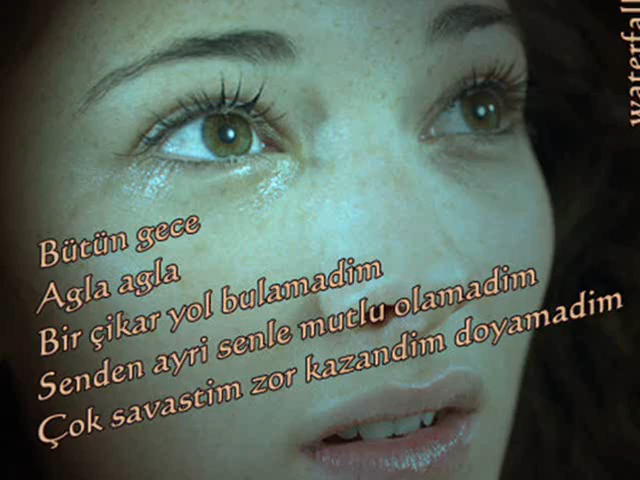 Bütün gece
Agla agla
Bir çikar yol bulamadim
Senden ayri senle mutlu olamadim
Çok savastim zor kazandim doyamadim
waterfall